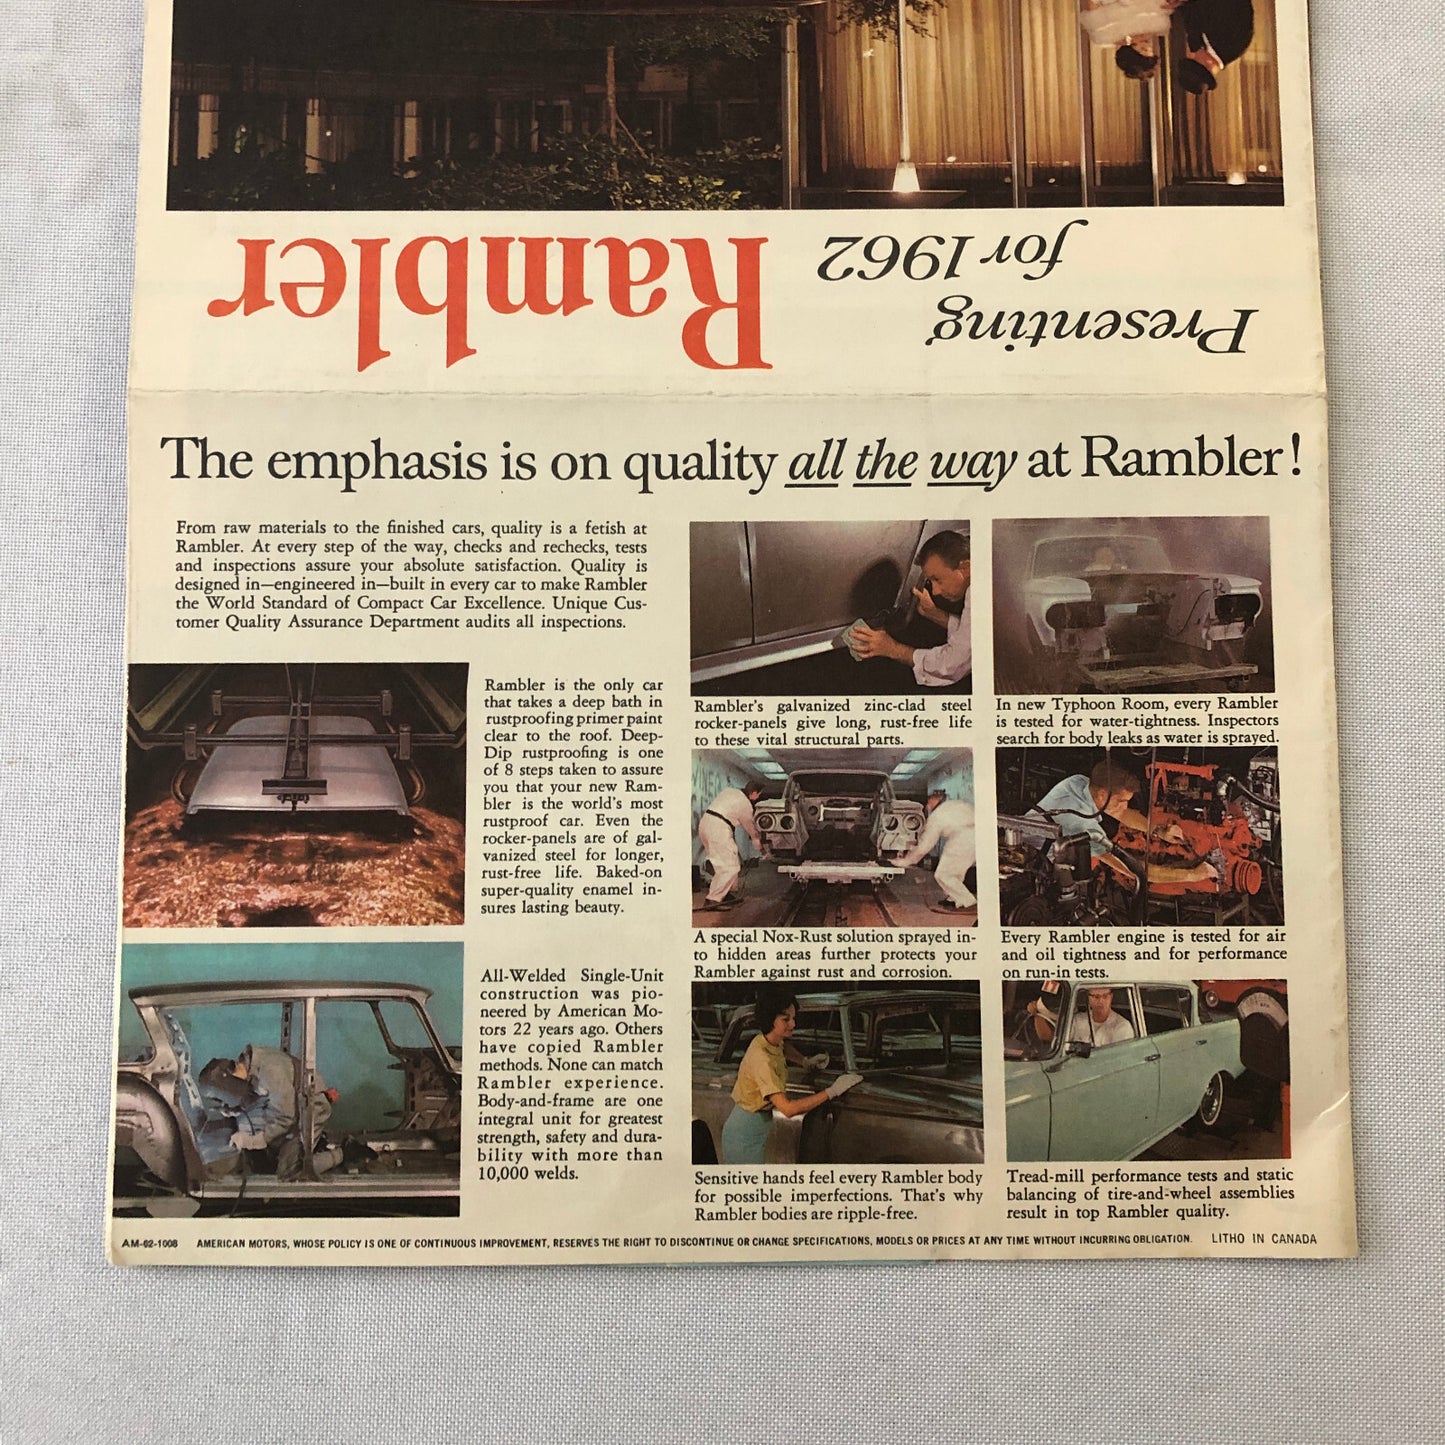 Presenting
for 1962
Rambler
The emphasis is on quality all the way at Rambler!
From raw materials to the finished cars, quality is a fetish at
Rambler. At every step of the way, checks and rechecks, tests
and inspections assure your absolute satisfaction. Quality is
designed in—engineered in—built in every car to make Rambler
the World Standard of Compact Car Excellence. Unique Cus-
tomer Quality Assurance Department audits all inspections.
Rambler is the only car
that takes a deep bath in
rustproofing primer paint
clear to the roof. Deep-
Dip rustproofing is one
of 8 steps taken to assure
you that your new Ram-
bler is the world's most
rustproof car. Even the
rocker-panels are of gal-
vanized steel for longer,
rust-free life. Baked-on
super-quality enamel in-
sures lasting beauty.
All-Welded Single-Unit
construction was pio-
neered by American Mo-
tors 22 years ago. Others
have copied Rambler
methods. None can match
Rambler experience.
Body-and-frame are one
integral unit for greatest
strength, safety and dura-
bility with more than
10,000 welds.
Rambler's galvanized zinc-clad steel
rocker-panels give long, rust-free life
to these vital structural parts.
A special Nox-Rust solution sprayed in-
to hidden areas further protects your
Rambler against rust and corrosion.
Sensitive hands feel every Rambler body
for possible imperfections. That's why
Rambler bodies are ripple-free.
In new Typhoon Room, every Rambler
is tested for water-tightness. Inspectors
search for body leaks as water is sprayed.
Every Rambler engine is tested for air
and oil tightness and for performance
on run-in tests.
Tread-mill performance tests and static
balancing of tire-and-wheel assemblies
result in top Rambler quality.
AM-62-1008 AMERICAN MOTORS, WHOSE POLICY IS ONE OF CONTINUOUS IMPROVEMENT, RESERVES THE RIGHT TO DISCONTINUE OR CHANGE SPECIFICATIONS, MODELS OR PRICES AT ANY TIME WITHOUT INCURRING OBLIGATION. LITHO IN CANADA